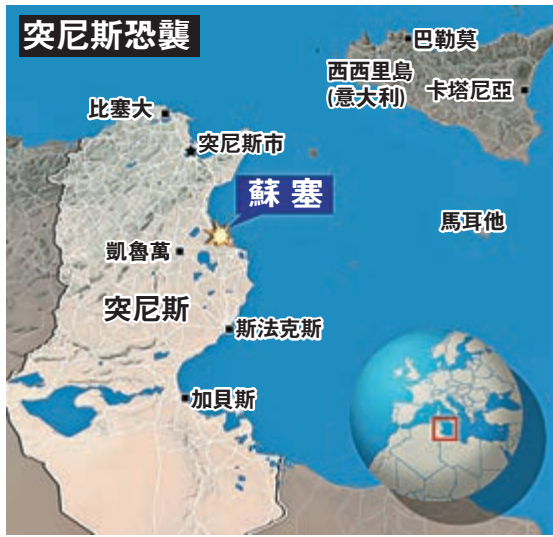 突尼斯恐襲
巴勒莫
西西里島
(意大利)
卡塔尼亞
比塞大
突尼斯市
蘇塞
馬耳他
凱魯萬
突尼斯
斯法克斯
加貝斯